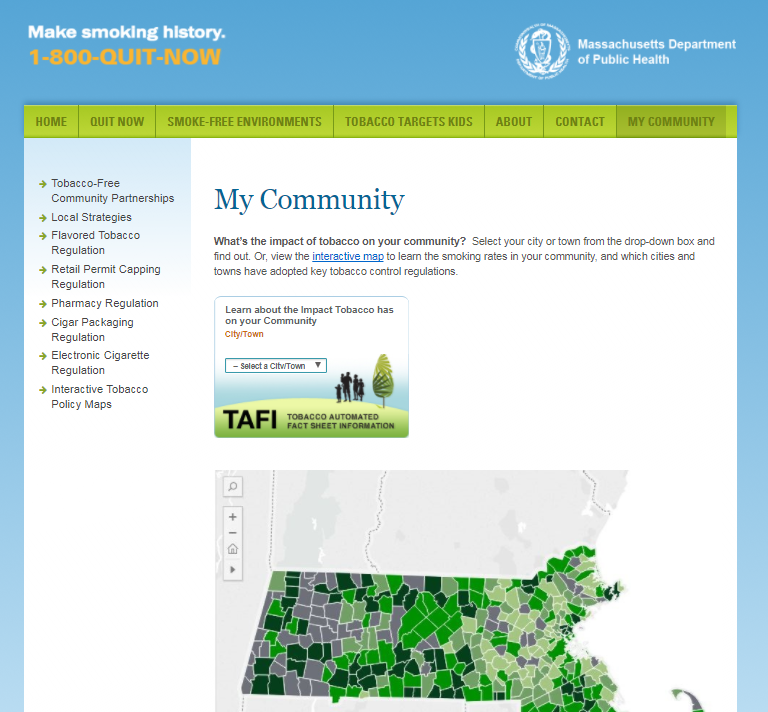 Make smoking history.
1-800-QUIT-NOW
Massachusetts Department
of Public Health
HOME
QUIT NOW
SMOKE-FREE ENVIRONMENTS
TOBACCO TARGETS KIDS
ABOUT
CONTACT
MY COMMUNITY
Tobacco-Free
Community Partnerships
Local Strategies
Flavored Tobacco
Regulation
Retail Permit Capping
Regulation
Pharmacy Regulation
Cigar Packaging
Regulation
Electronic Cigarette
Regulation
Interactive Tobacco
Policy Maps
My Community
What's the impact of tobacco on your community? Select your city or town from the drop-down box and
find out. Or, view the interactive map to learn the smoking rates in your community, and which cities and
towns have adopted key tobacco control regulations.
Learn about the Impact Tobacco has
on your Community
City/Town
-- Select a City/Town
TAFI TOBACCO AUTOMATED
FACT SHEET INFORMATION